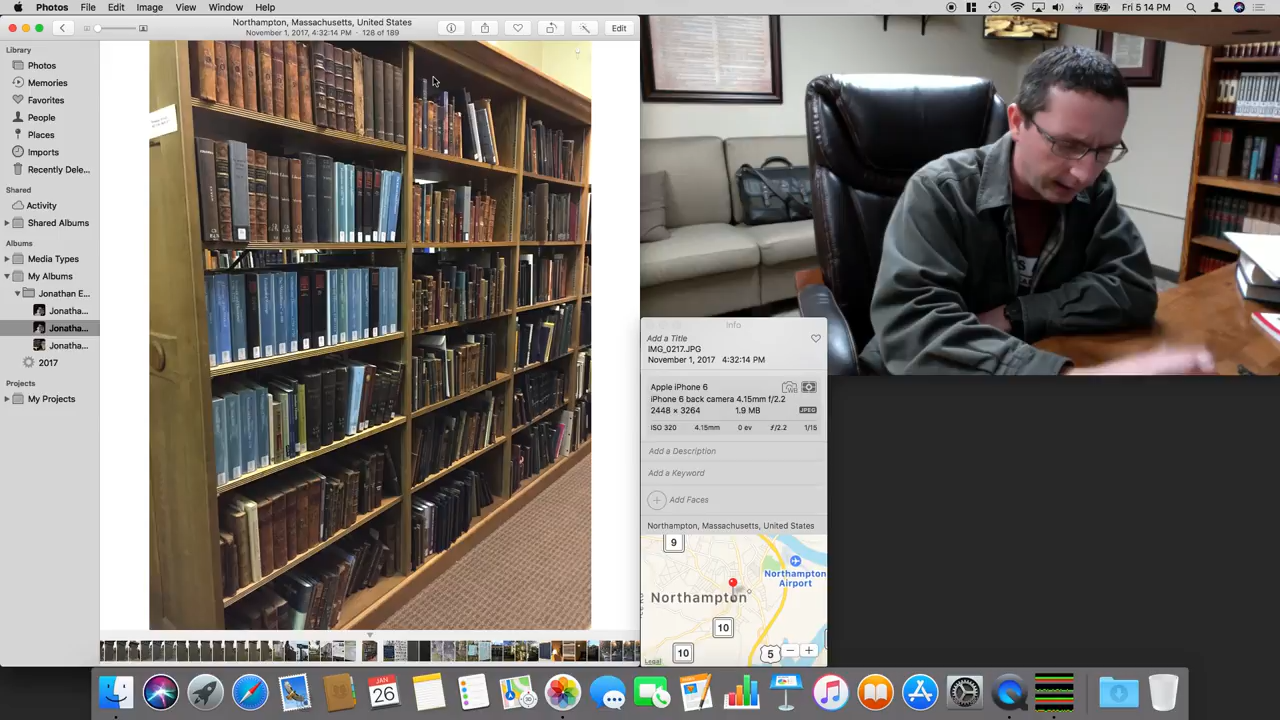 Photos File Edit Image View Window Help
Fri 5:14 PM
Northampton, Massachusetts, United States
November 1, 2017, 4:32:14 PM · 126 of 189
Edit
Library
Photos
Memories
Favorites
People
Places
Imports
Recently Dele...
Shared
Activity
Shared Albums
Albums
Media Types
My Albums
Jonathan E...
Jonatha...
Jonatha...
Jonatha...
2017
Projects
My Projects
Info
Add a Title
IMG_0217.JPG
November 1, 2017 4:32:14 PM
Apple iPhone 6
iPhone 6 back camera 4.15mm f/2.2
2448 × 3264 1.9 MB JPEG
ISO 320 4.15mm 0 ev ƒ/2.2 1/15
Add a Description
Add a Keyword
Add Faces
Northampton, Massachusetts, United States
9
Northampton
Airport
Northampton
10
10
5
Legal
JAN
26